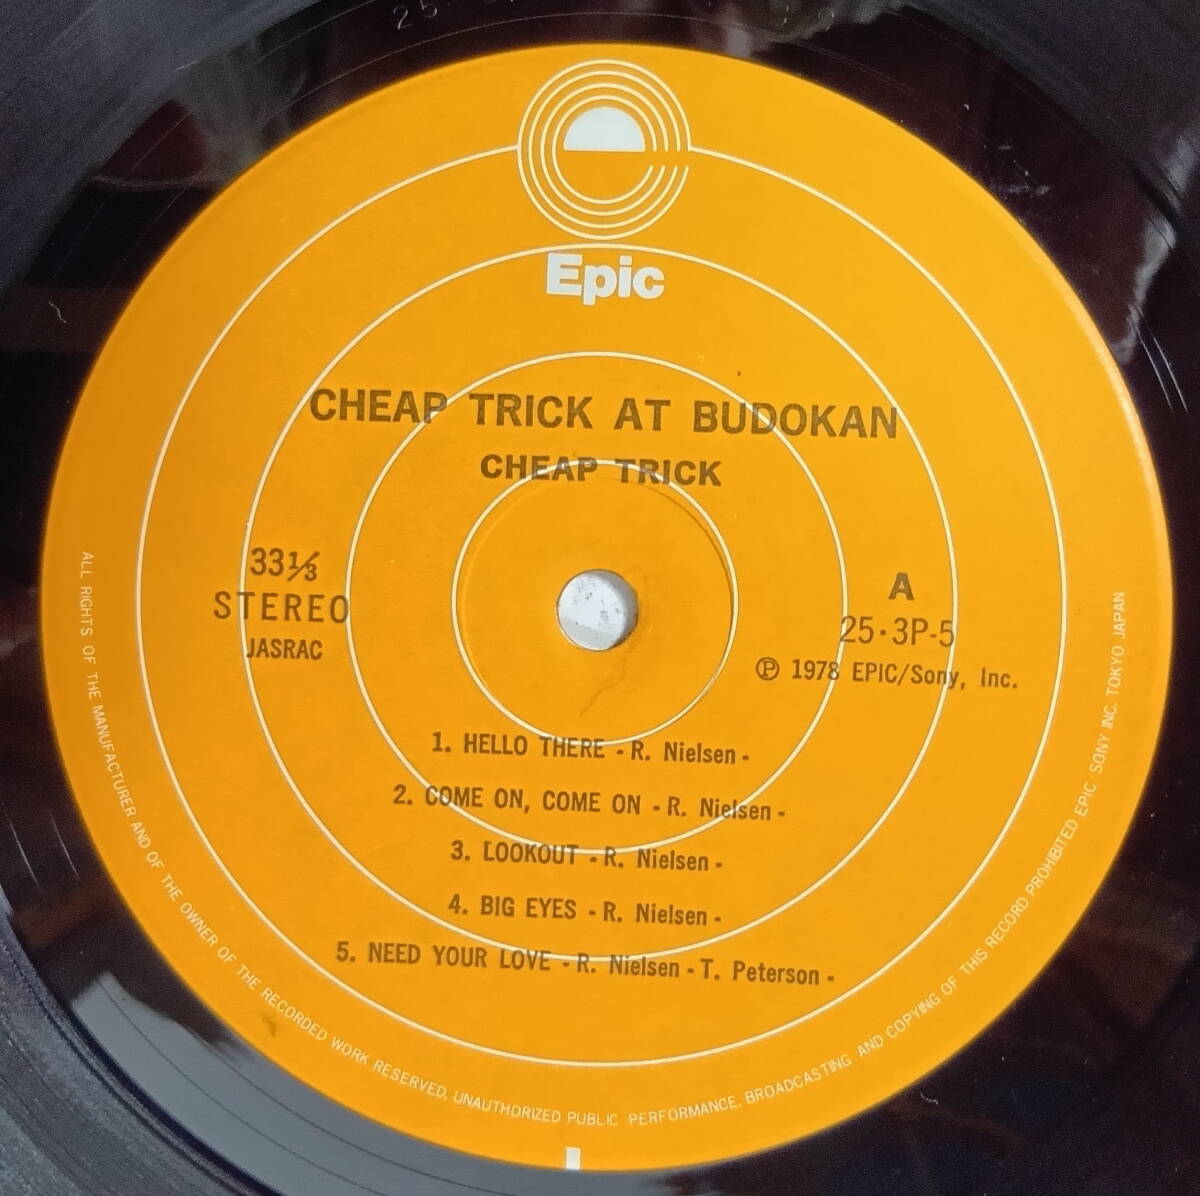 Epic
CHEAP TRICK AT BUDOKAN
CHEAP TRICK
33⅓
STEREO
JASRAC
A
25・3P-5
Ⓟ 1978 EPIC/Sony, Inc.
1. HELLO THERE - R. Nielsen -
2. COME ON, COME ON - R. Nielsen -
3. LOOKOUT - R. Nielsen -
4. BIG EYES - R. Nielsen -
5. NEED YOUR LOVE - R. Nielsen - T. Peterson -
ALL RIGHTS OF THE MANUFACTURER AND OF THE OWNER OF THE RECORDED WORK RESERVED. UNAUTHORIZED PUBLIC PERFORMANCE. BROADCASTING AND COPYING OF THIS RECORD PROHIBITED EPIC SONY INC. TOKYO JAPAN